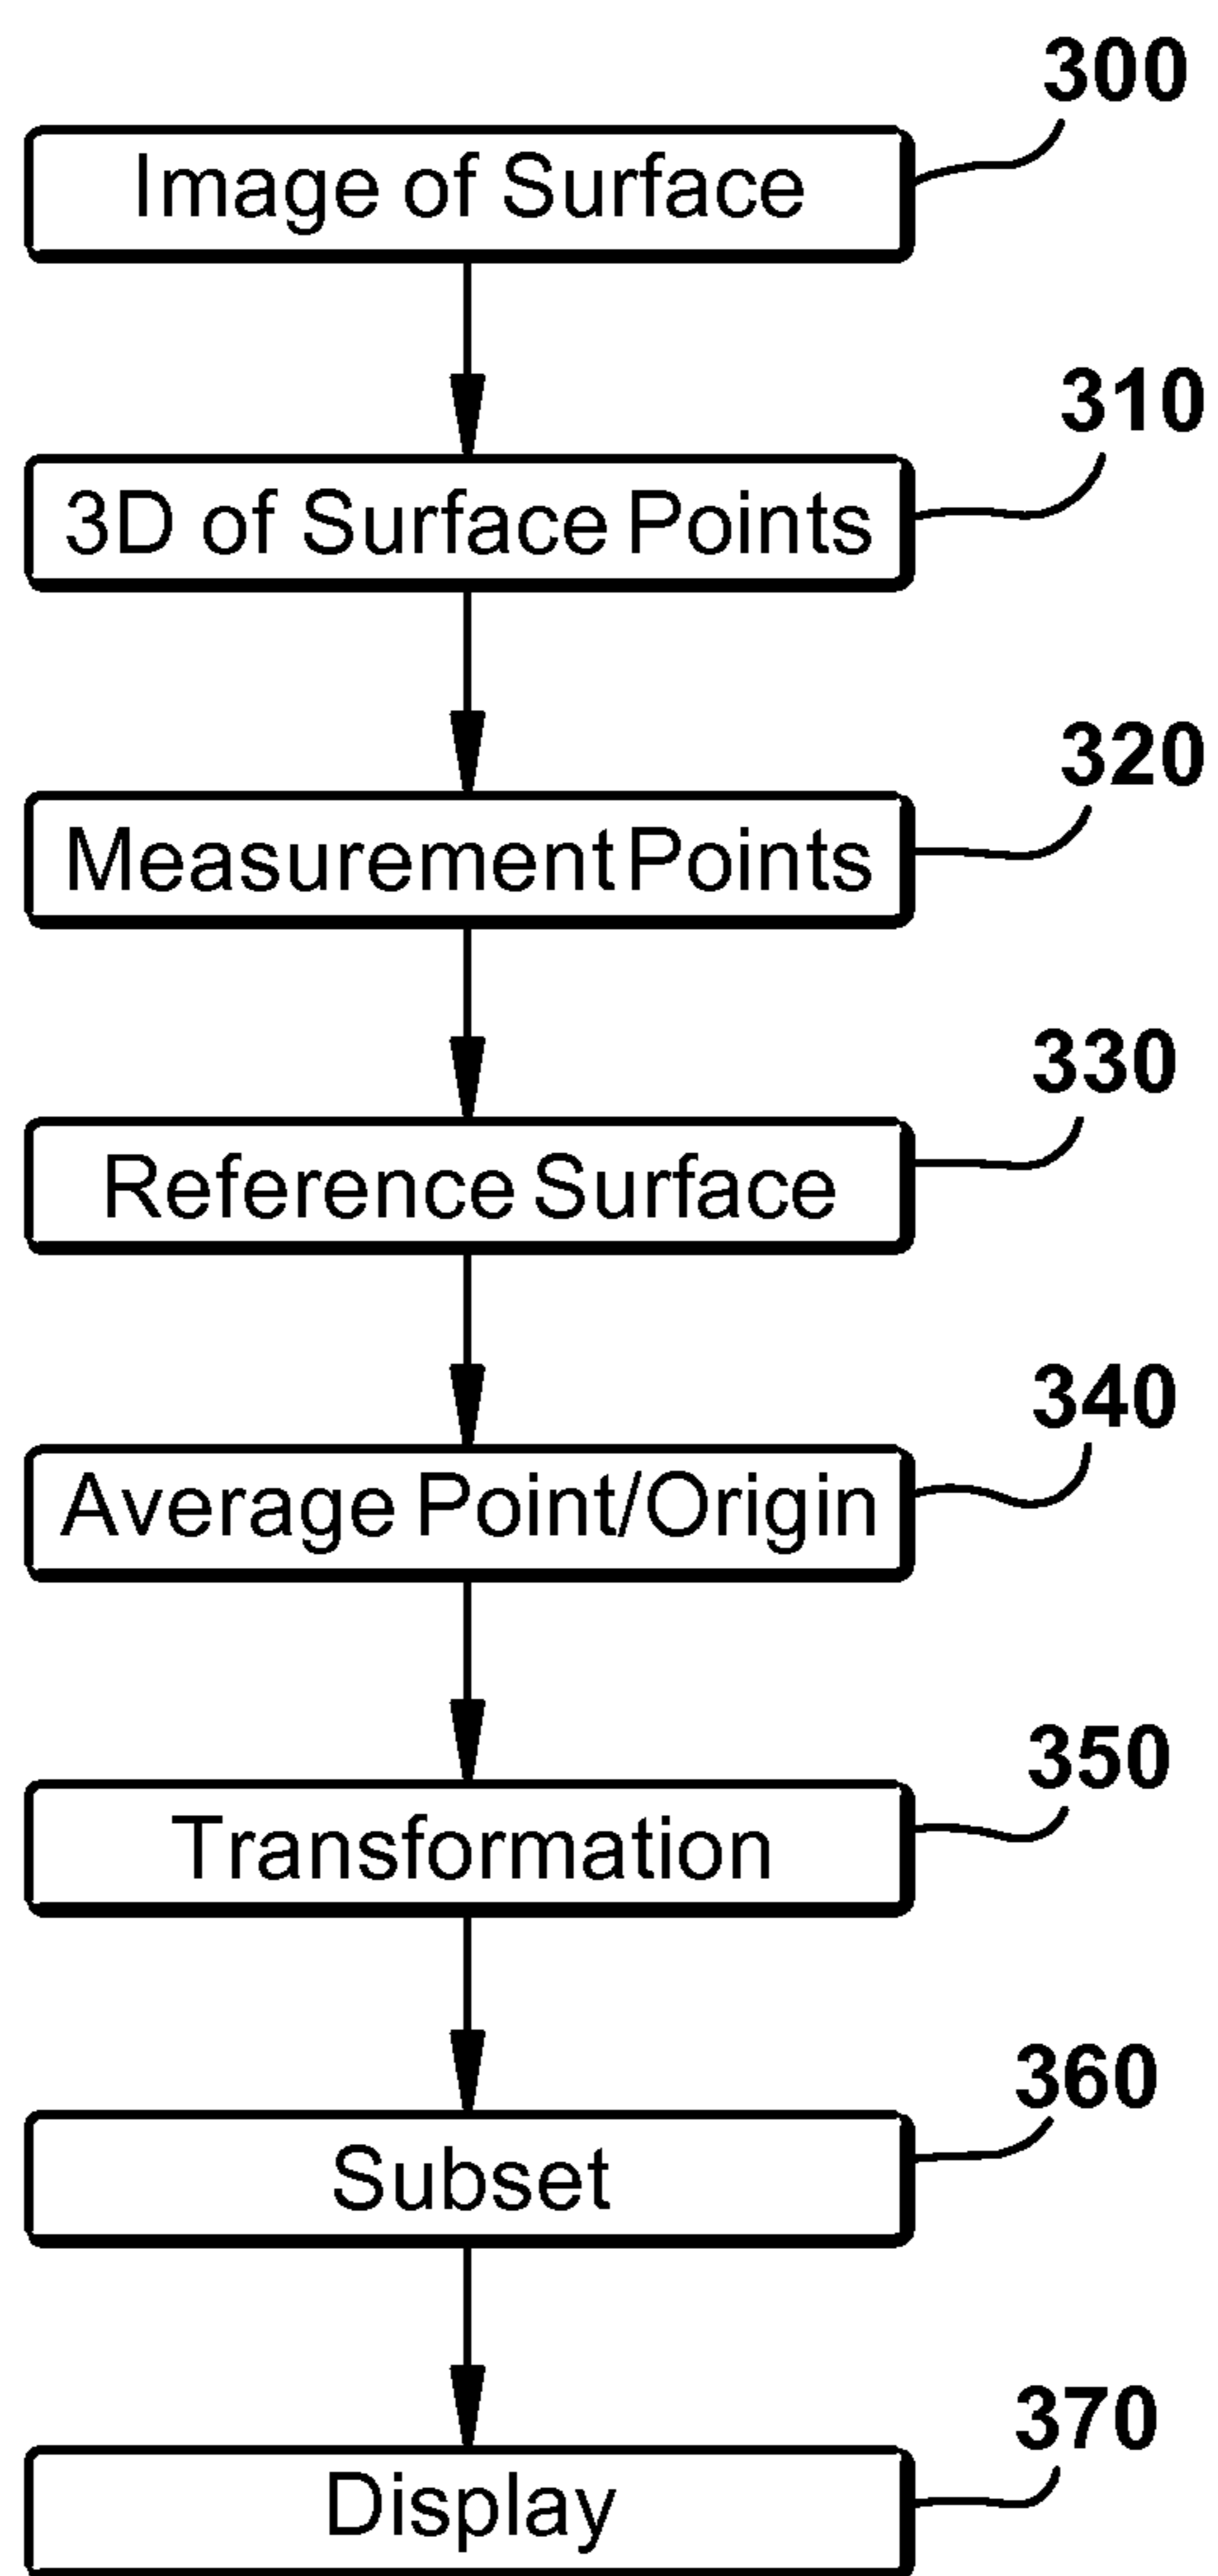 300
Image of Surface
310
3D of Surface Points
320
Measurement Points
330
Reference Surface
340
Average Point/Origin
350
Transformation
360
Subset
370
Display